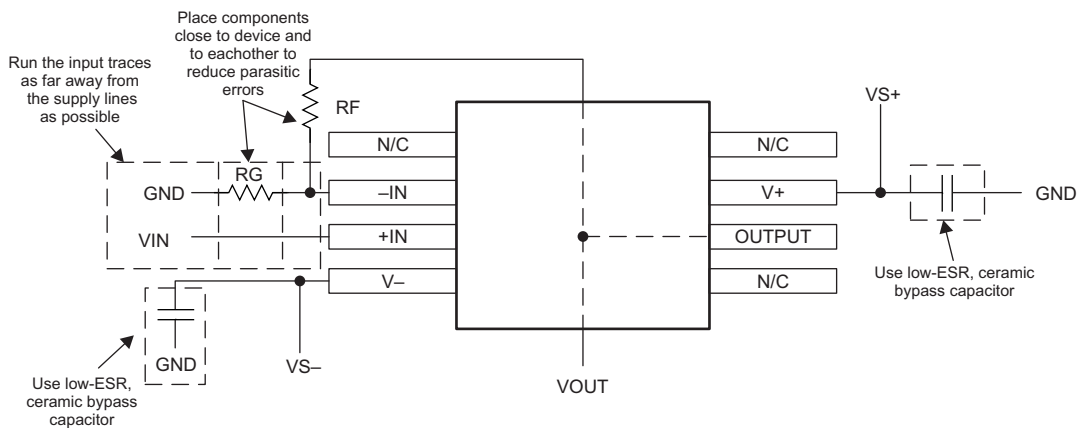 Place components
close to device and
to eachother to
reduce parasitic
errors
Run the input traces
as far away from
the supply lines
as possible
RF
VS+
N/C
N/C
RG
GND
–IN
V+
GND
VIN
+IN
OUTPUT
V–
N/C
Use low-ESR, ceramic
bypass capacitor
GND
VS–
VOUT
Use low-ESR,
ceramic bypass
capacitor